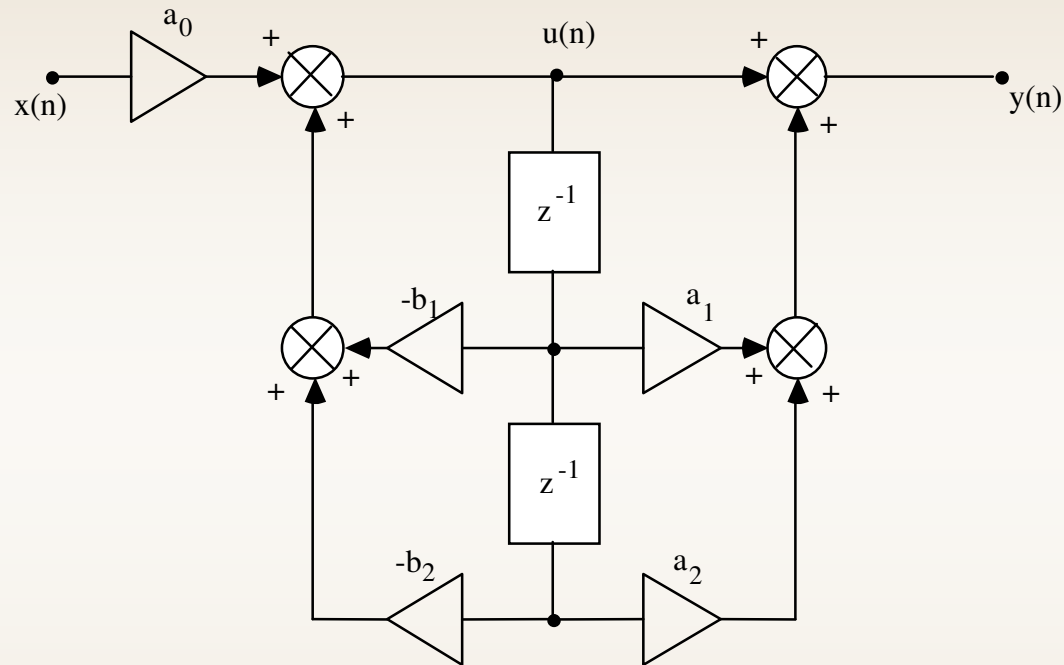 a₀
+
u(n)
+
x(n)
+
+
y(n)
z⁻¹
-b₁
a₁
+
+
+
+
z⁻¹
-b₂
a₂